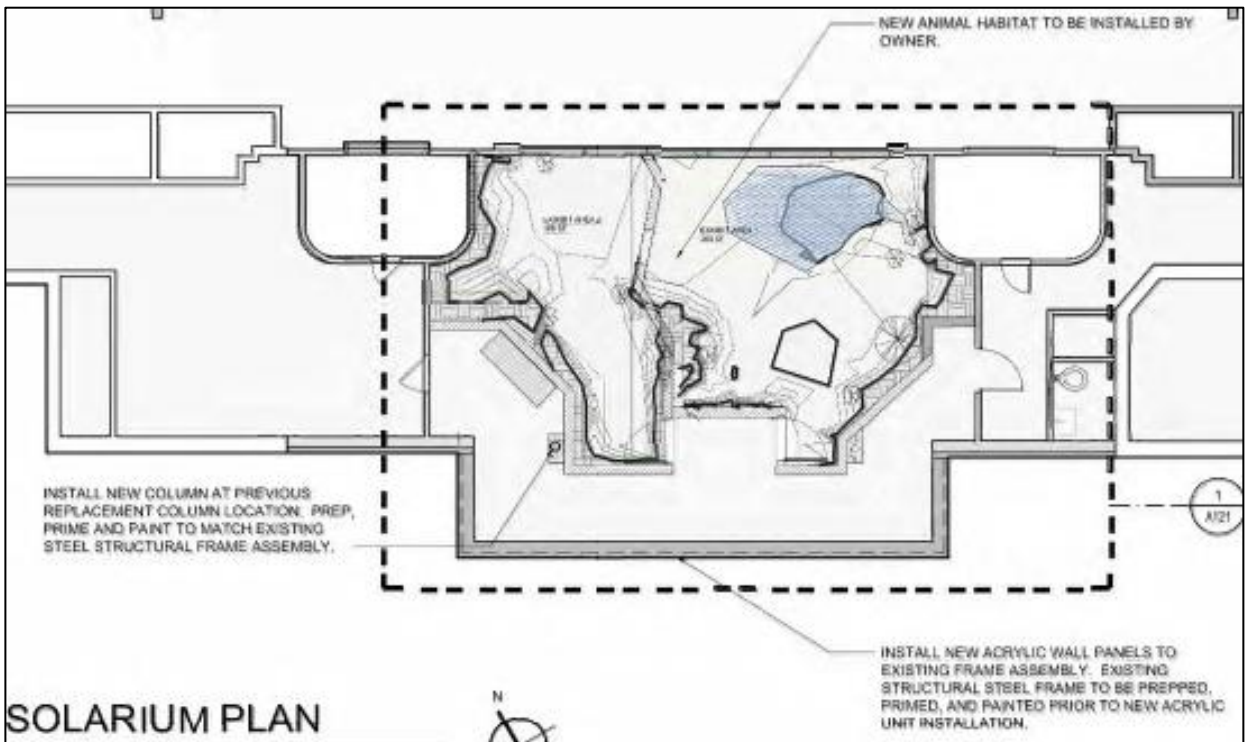 NEW ANIMAL HABITAT TO BE INSTALLED BY
OWNER.
INSTALL NEW COLUMN AT PREVIOUS
REPLACEMENT COLUMN LOCATION. PREP,
PRIME AND PAINT TO MATCH EXISTING
STEEL STRUCTURAL FRAME ASSEMBLY.
1
A121
INSTALL NEW ACRYLIC WALL PANELS TO
EXISTING FRAME ASSEMBLY. EXISTING
STRUCTURAL STEEL FRAME TO BE PREPPED,
PRIMED, AND PAINTED PRIOR TO NEW ACRYLIC
UNIT INSTALLATION.
N
SOLARIUM PLAN